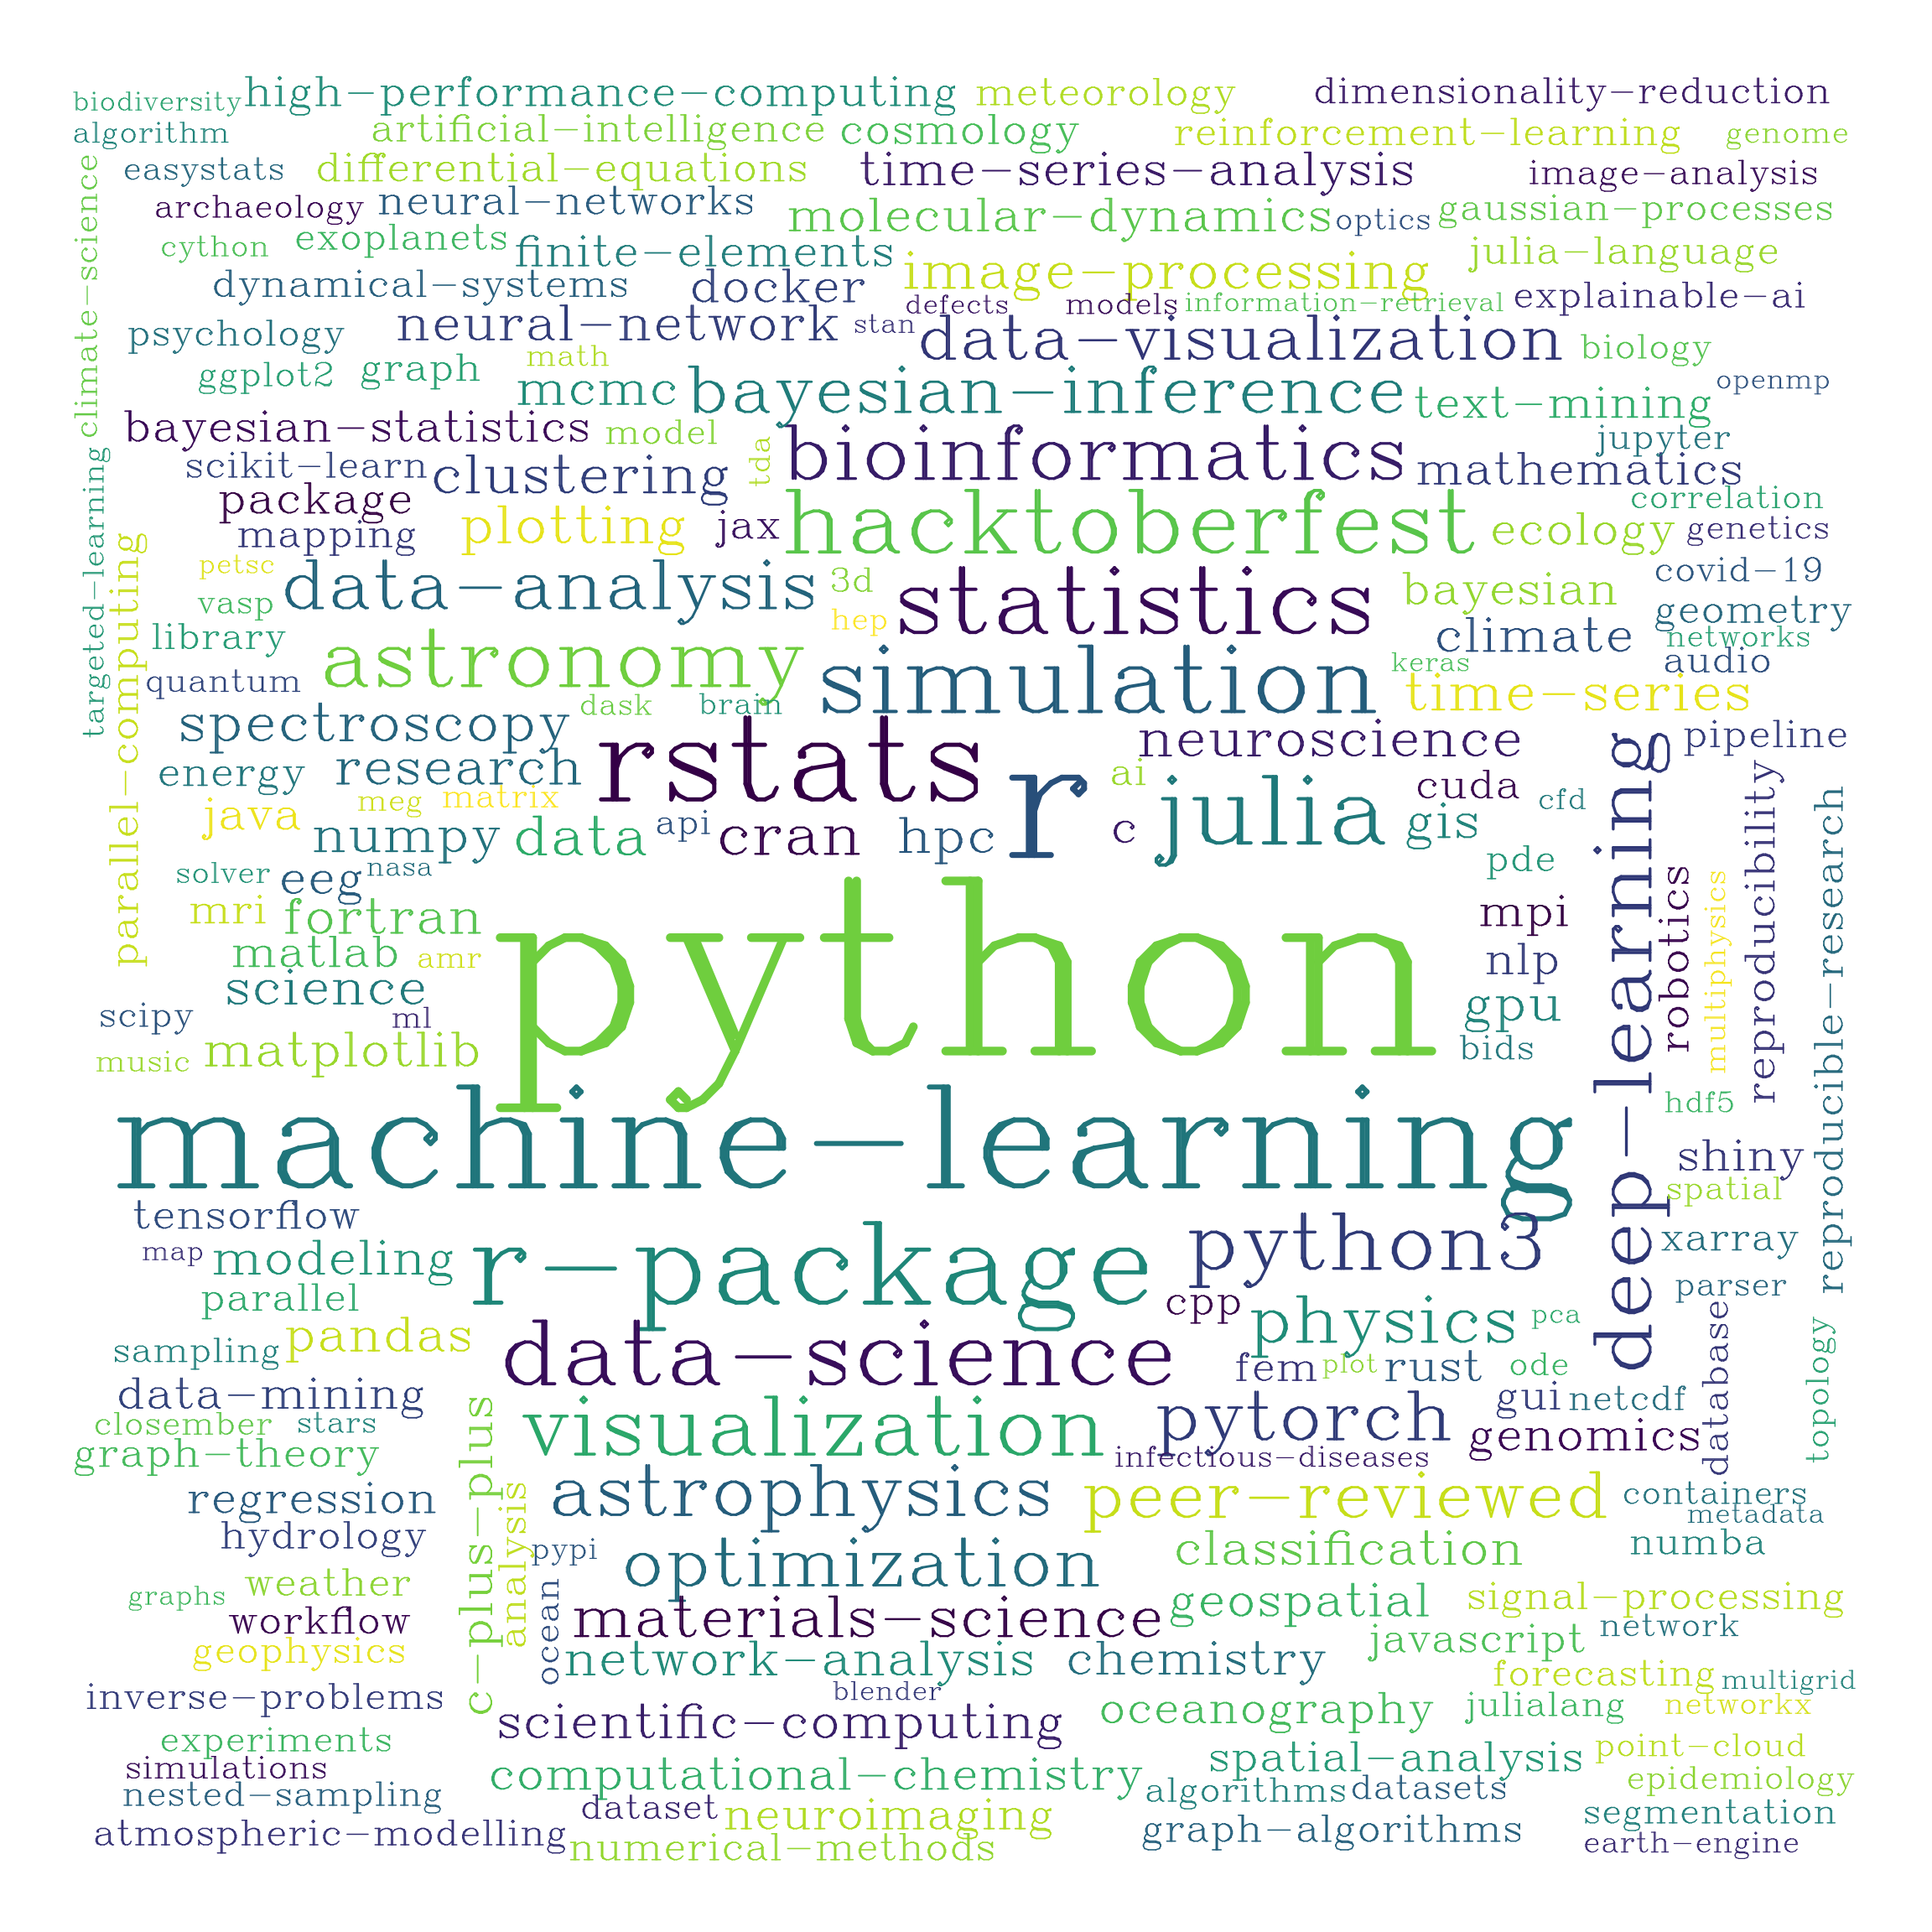 biodiversity high-performance-computing meteorology dimensionality-reduction
algorithm artificial-intelligence cosmology reinforcement-learning genome
easystats differential-equations time-series-analysis image-analysis
archaeology neural-networks molecular-dynamics optics gaussian-processes
cython exoplanets finite-elements image-processing julia-language
climate-science
dynamical-systems docker defects models information-retrieval explainable-ai
psychology neural-network stan data-visualization biology
ggplot2 graph math mcmc bayesian-inference text-mining openmp
bayesian-statistics model tda bioinformatics mathematics jupyter
scikit-learn clustering
package plotting jax hacktoberfest ecology correlation
mapping genetics
targeted-learning
parallel-computing
petsc data-analysis 3d statistics bayesian covid-19
vasp hep geometry
library astronomy simulation climate networks
quantum keras audio
dask brain time-series
spectroscopy rstats r neuroscience pipeline
energy research ai julia cuda cfd
java meg matrix gis
numpy data api cran hpc c pde
solver eeg nasa
mri fortran python mpi
matlab amr nlp
science gpu
scipy ml bids
music matplotlib
deep-learning
robotics
multiphysics
reproducibility
reproducible-research
hdf5
machine-learning shiny
spatial
tensorflow r-package python3 xarray
map modeling parser
parallel cpp physics pca
pandas data-science
sampling fem plot rust ode
database
topology
data-mining visualization pytorch gui netcdf
closember stars genomics
graph-theory infectious-diseases
c-plus-plus
analysis
regression astrophysics peer-reviewed containers
metadata
hydrology pypi optimization classification numba
graphs weather ocean geospatial signal-processing
workflow materials-science javascript network
geophysics network-analysis chemistry forecasting multigrid
inverse-problems blender oceanography julialang networkx
experiments scientific-computing spatial-analysis point-cloud
simulations computational-chemistry epidemiology
nested-sampling dataset neuroimaging algorithms datasets segmentation
atmospheric-modelling numerical-methods graph-algorithms earth-engine